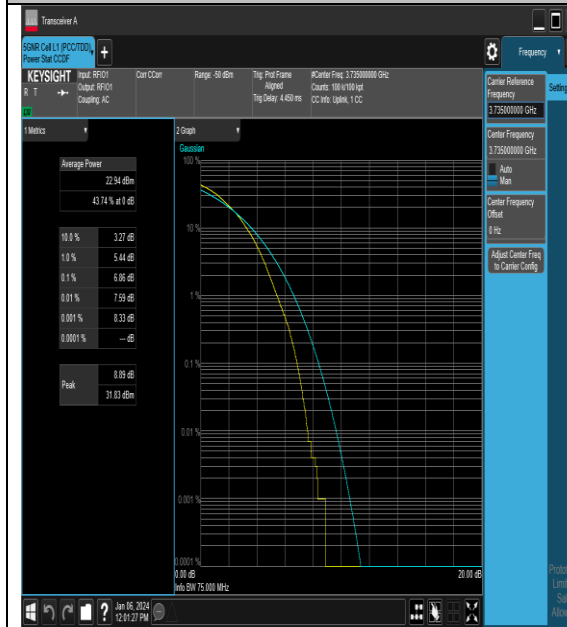 Transceiver A
5GNR Cell L1 (PCC/TDD),
Power Stat CCDF
+
Frequency
KEYSIGHT
R T
Input: RFIO1
Output: RFIO1
Coupling: AC
Corr CCorr
Range: -50 dBm
Trig: Prot Frame
Aligned
Trig Delay: 4.450 ms
#Center Freq: 3.735000000 GHz
Counts: 100 k/100 kpt
CC Info: Uplink, 1 CC
Carrier Reference
Frequency
3.735000000 GHz
Center Frequency
3.735000000 GHz
Auto
Man
Center Frequency
Offset
0 Hz
Adjust Center Freq
to Carrier Config
1 Metrics
Average Power
22.94 dBm
43.74 % at 0 dB
10.0 % 3.27 dB
1.0 % 5.44 dB
0.1 % 6.86 dB
0.01 % 7.59 dB
0.001 % 8.33 dB
0.0001 % --- dB
Peak
8.89 dB
31.83 dBm
2 Graph
Gaussian
100 %
10 %
1 %
0.1 %
0.01 %
0.001 %
0.0001 %
0.00 dB
20.00 dB
Info BW 75.000 MHz
?
Jan 06, 2024
12:01:27 PM